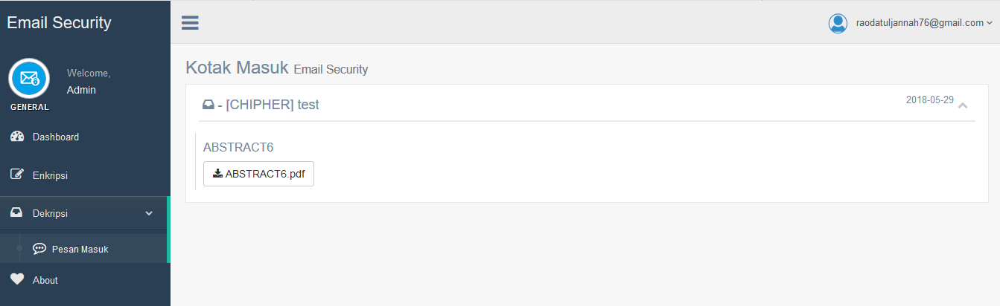 Email Security
raodatuljannah76@gmail.com
Welcome,
Admin
GENERAL
Dashboard
Enkripsi
Dekripsi
Pesan Masuk
About
Kotak Masuk Email Security
- [CHIPHER] test
2018-05-29
ABSTRACT6
ABSTRACT6.pdf